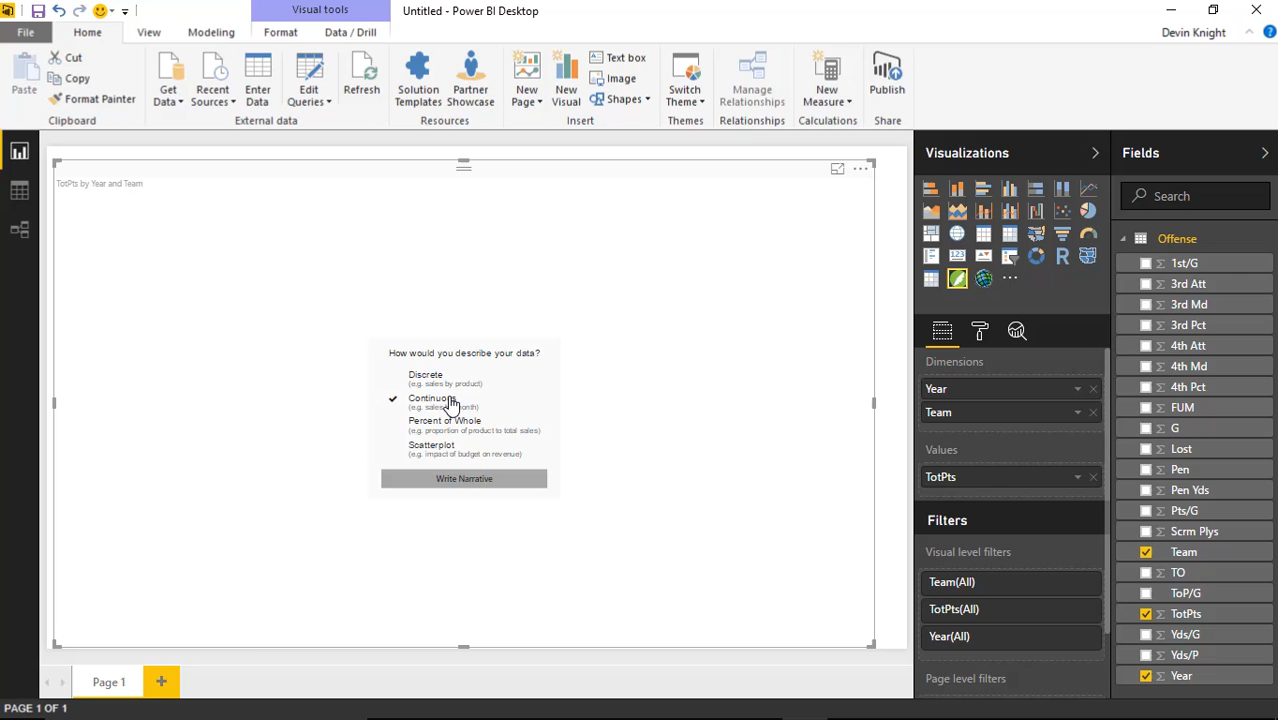 Visual tools
Untitled - Power BI Desktop
File
Home
View
Modeling
Format
Data / Drill
Devin Knight
Paste
Cut
Copy
Format Painter
Clipboard
Get Data
Recent Sources
Enter Data
Edit Queries
Refresh
External data
Solution Templates
Partner Showcase
Resources
New Page
New Visual
Text box
Image
Shapes
Insert
Switch Theme
Themes
Manage Relationships
Relationships
New Measure
Calculations
Publish
Share
TotPts by Year and Team
How would you describe your data?
Discrete
(e.g. sales by product)
Continuous
(e.g. sales month)
Percent of Whole
(e.g. proportion of product to total sales)
Scatterplot
(e.g. impact of budget on revenue)
Write Narrative
Visualizations
123
R
Dimensions
Year
Team
Values
TotPts
Filters
Visual level filters
Team(All)
TotPts(All)
Year(All)
Page level filters
Fields
Search
Offense
1st/G
3rd Att
3rd Md
3rd Pct
4th Att
4th Md
4th Pct
FUM
G
Lost
Pen
Pen Yds
Pts/G
Scrm Plys
Team
TO
ToP/G
TotPts
Yds/G
Yds/P
Year
Page 1
PAGE 1 OF 1